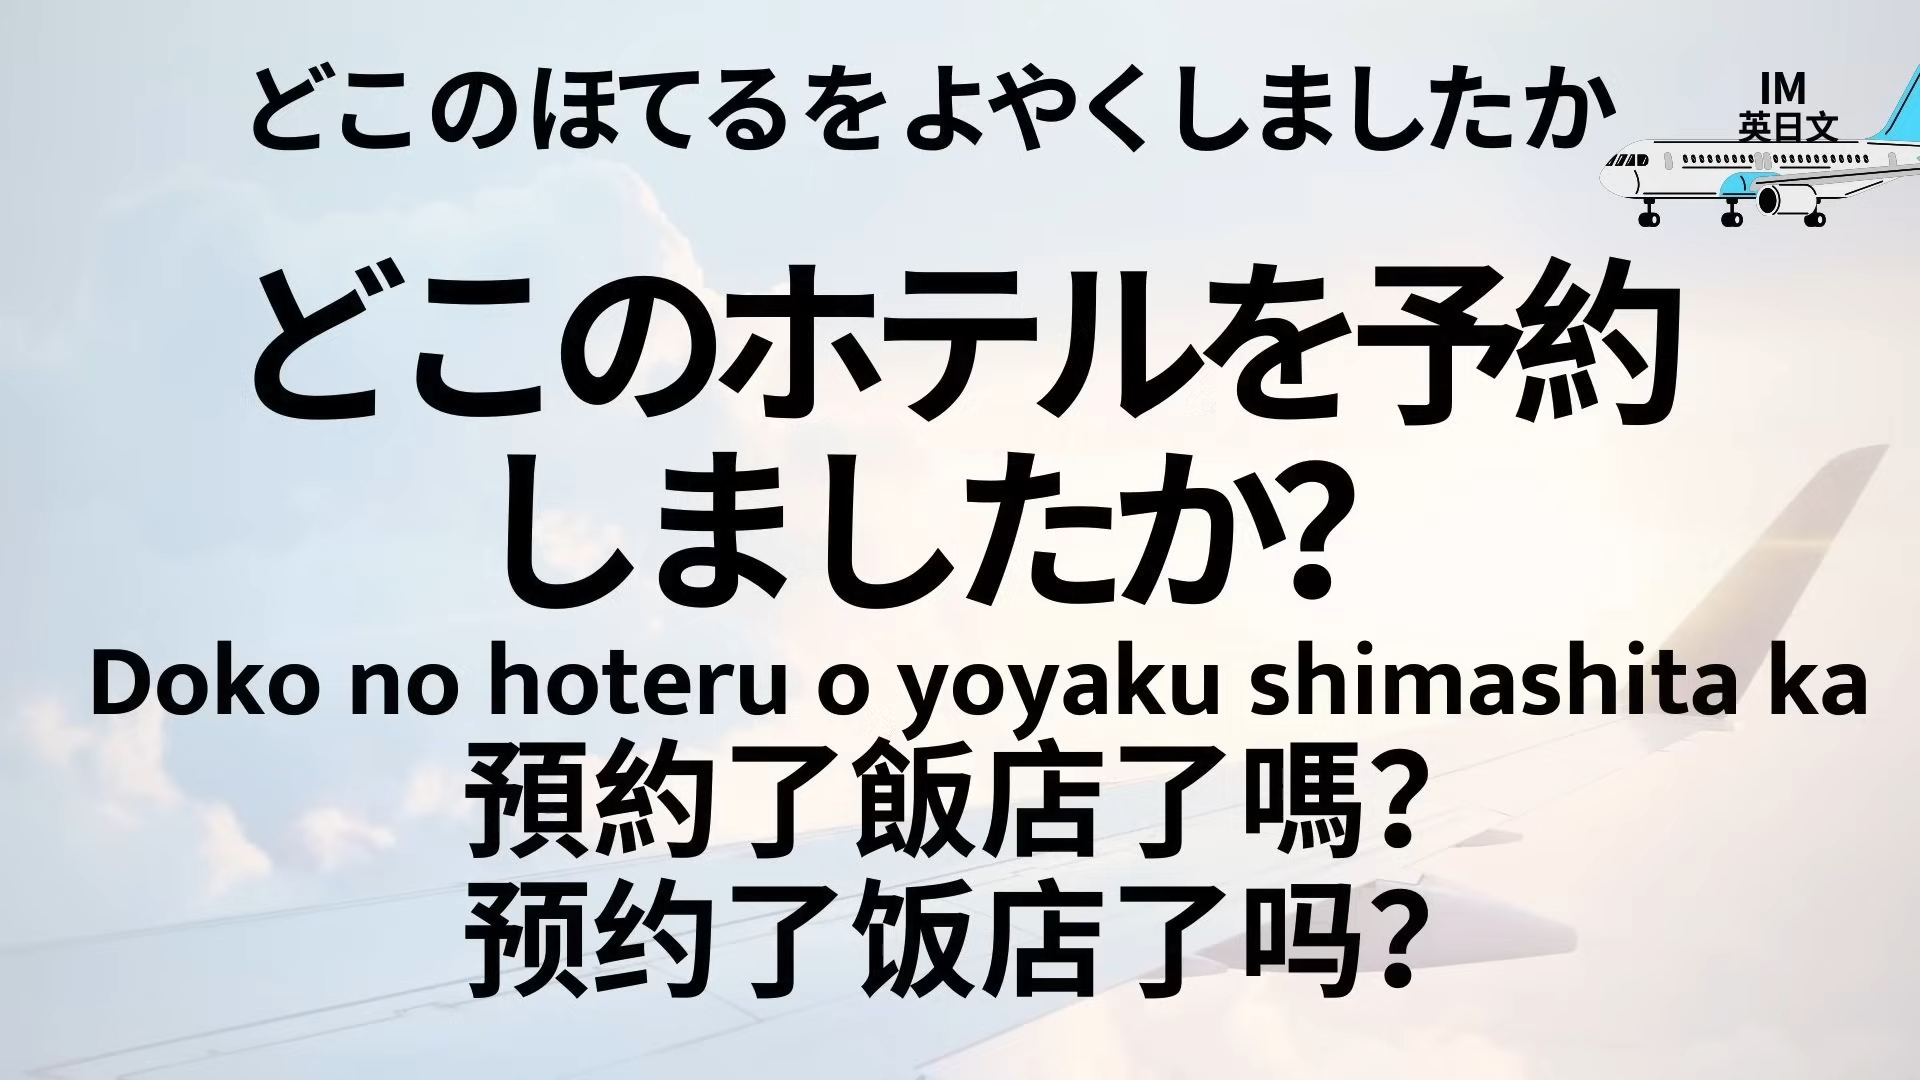 どこのほてるをよやくしましたか
IM
英日文
どこのホテルを予約
しましたか?
Doko no hoteru o yoyaku shimashita ka
預約了飯店了嗎?
预约了饭店了吗?